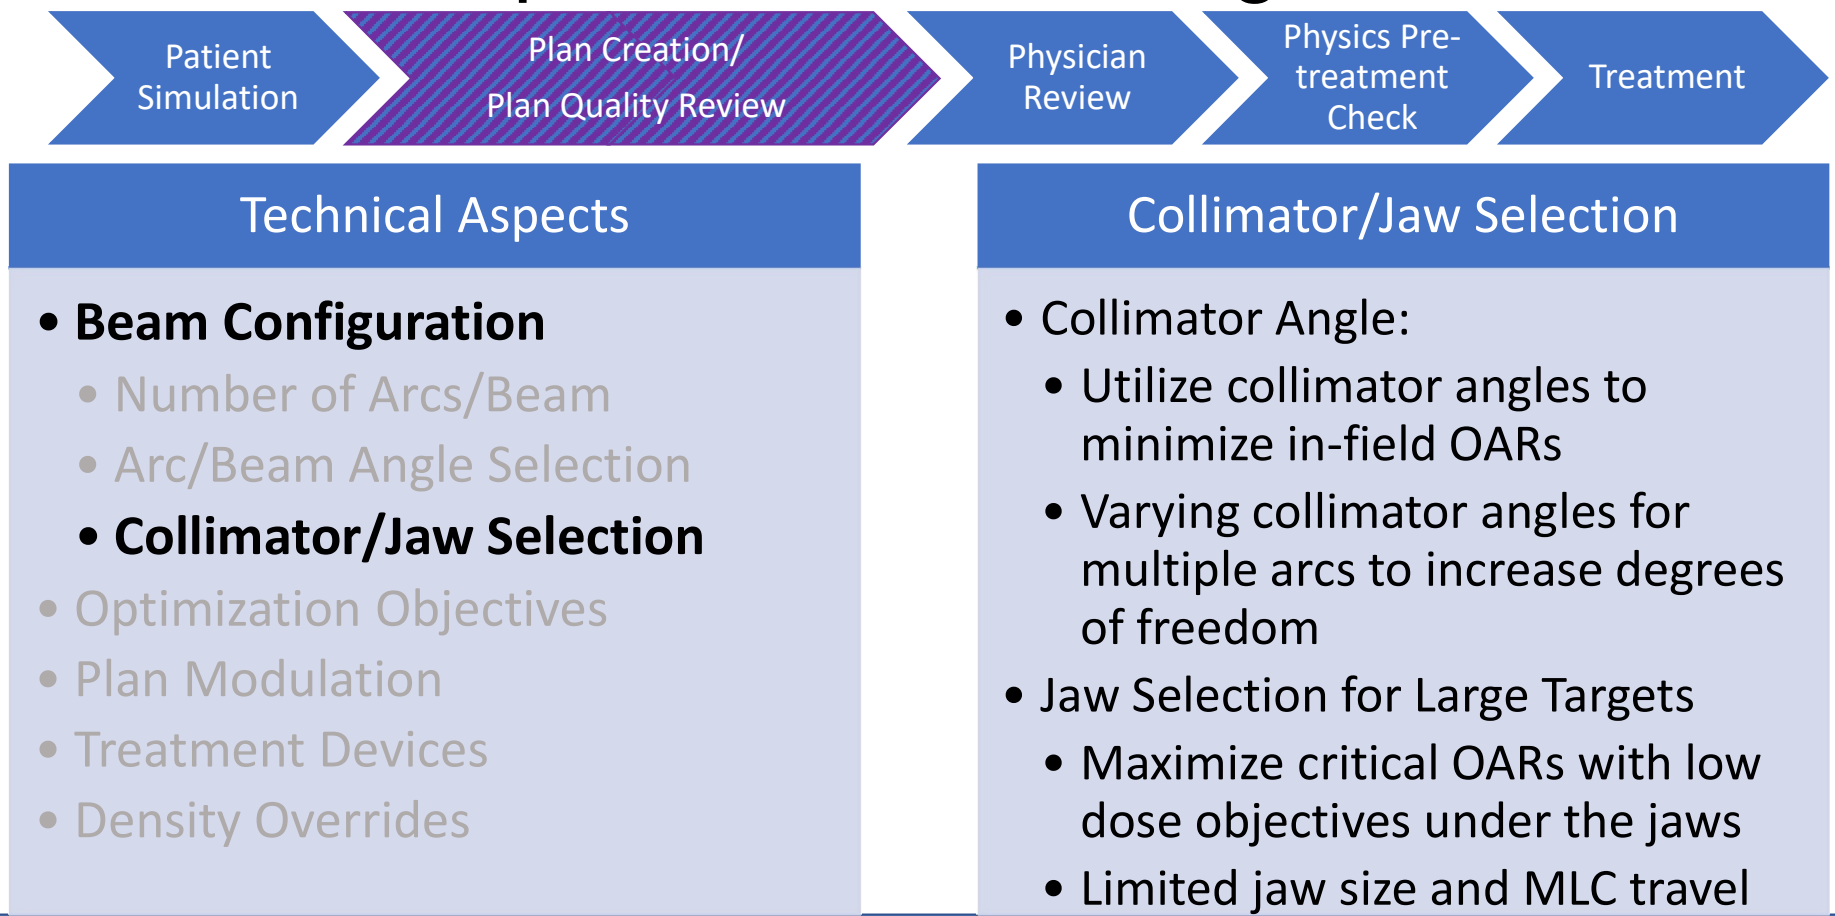 Patient
Simulation
Plan Creation/
Plan Quality Review
Physician
Review
Physics Pre-
treatment
Check
Treatment
Technical Aspects
• Beam Configuration
• Number of Arcs/Beam
• Arc/Beam Angle Selection
• Collimator/Jaw Selection
• Optimization Objectives
• Plan Modulation
• Treatment Devices
• Density Overrides
Collimator/Jaw Selection
• Collimator Angle:
• Utilize collimator angles to
minimize in-field OARs
• Varying collimator angles for
multiple arcs to increase degrees
of freedom
• Jaw Selection for Large Targets
• Maximize critical OARs with low
dose objectives under the jaws
• Limited jaw size and MLC travel